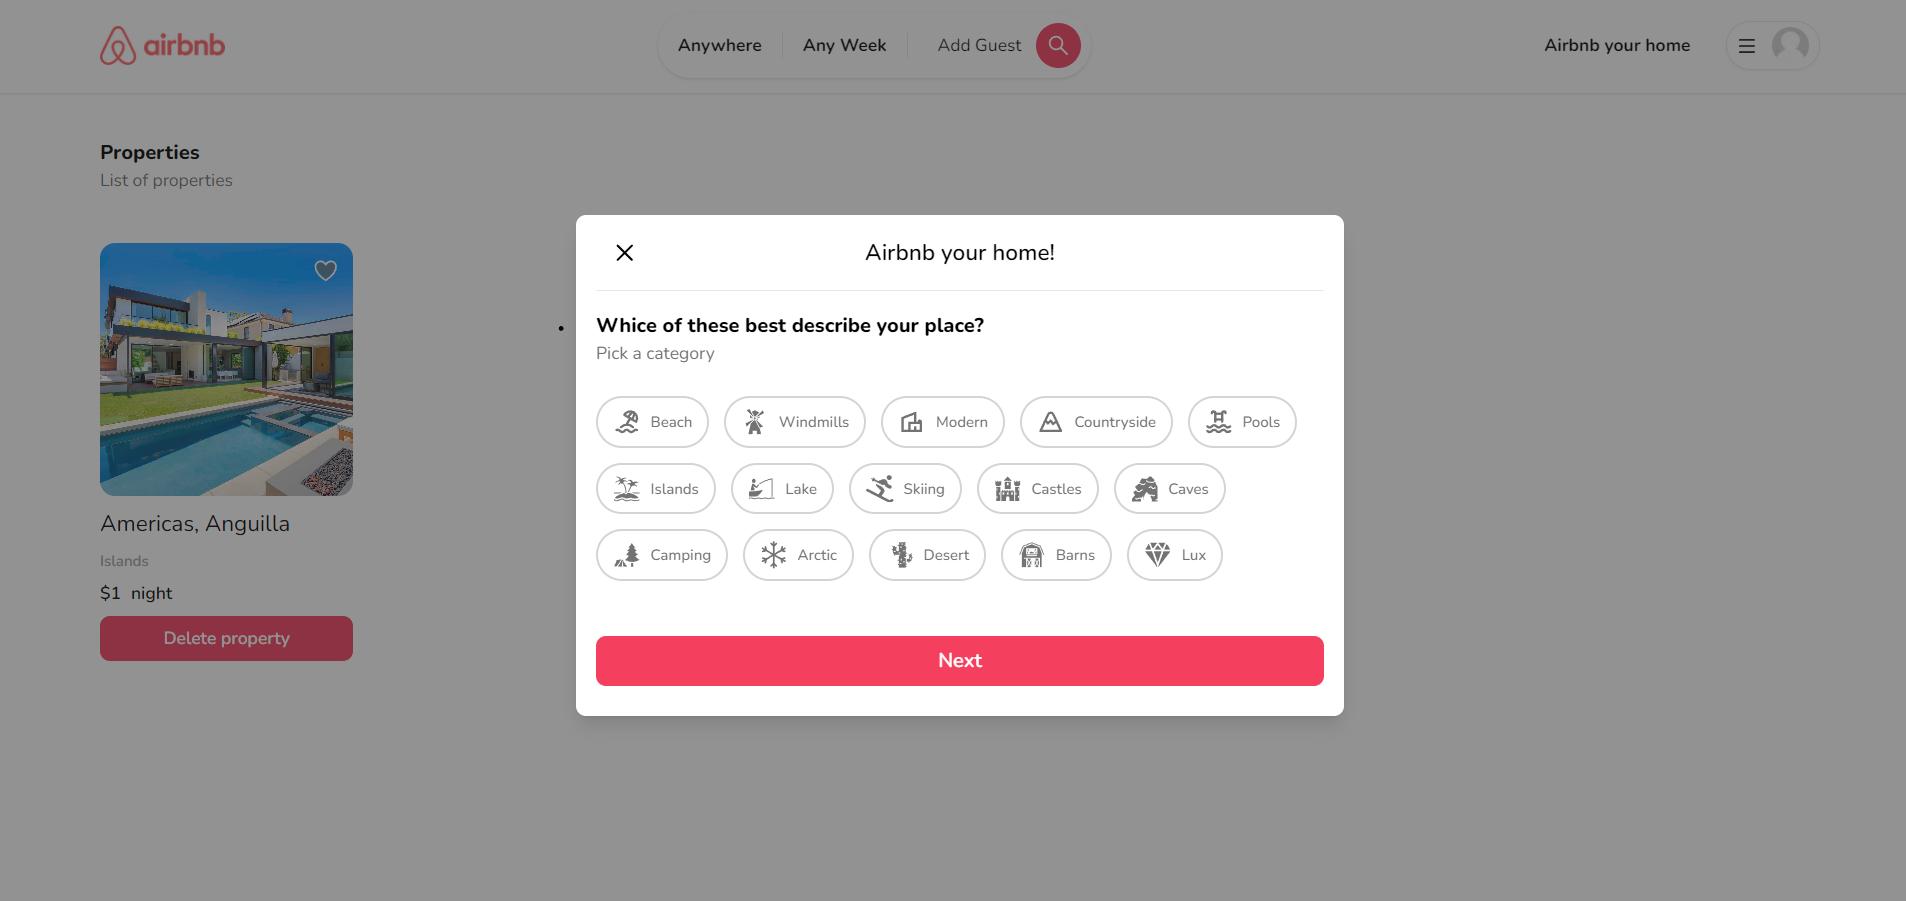 airbnb
Anywhere
Any Week
Add Guest
Airbnb your home
Properties
List of properties
Americas, Anguilla
Islands
$1 night
Delete property
Airbnb your home!
Whice of these best describe your place?
Pick a category
Beach
Windmills
Modern
Countryside
Pools
Islands
Lake
Skiing
Castles
Caves
Camping
Arctic
Desert
Barns
Lux
Next